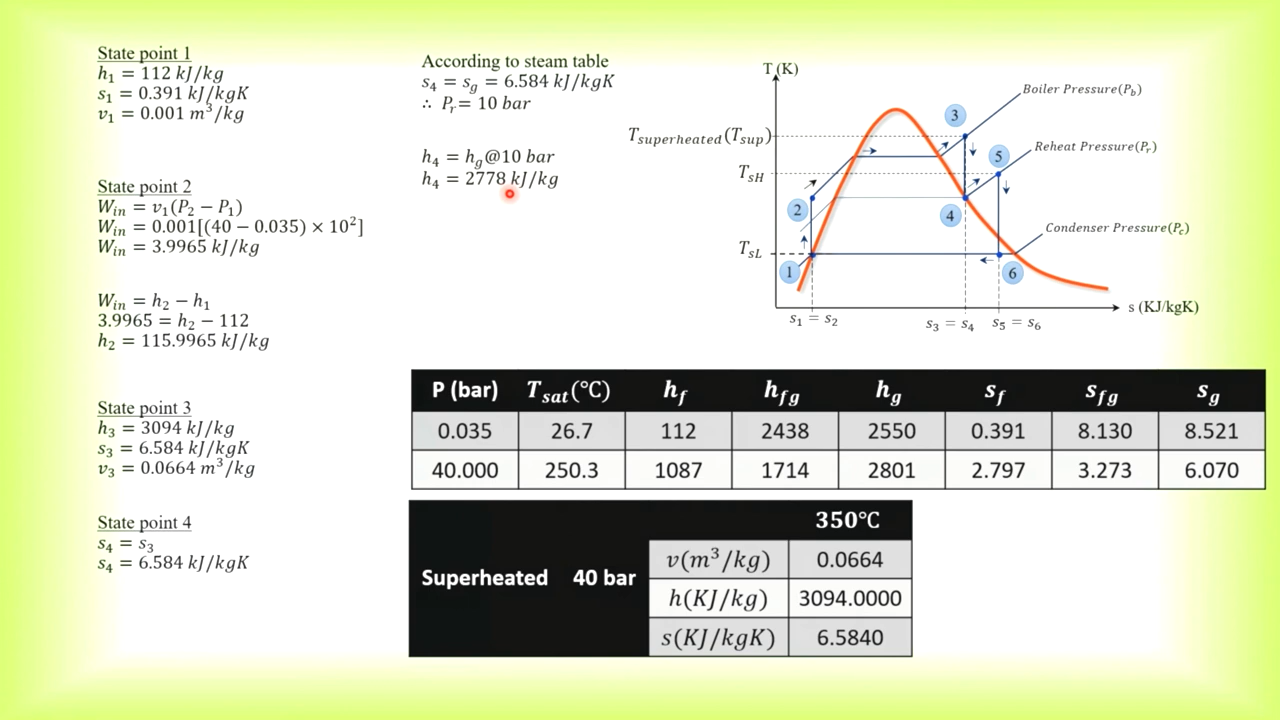 State point 1
h₁ = 112 kJ/kg
s₁ = 0.391 kJ/kgK
v₁ = 0.001 m³/kg
State point 2
W_in = v₁(P₂ − P₁)
W_in = 0.001[(40 − 0.035) × 10²]
W_in = 3.9965 kJ/kg
W_in = h₂ − h₁
3.9965 = h₂ − 112
h₂ = 115.9965 kJ/kg
State point 3
h₃ = 3094 kJ/kg
s₃ = 6.584 kJ/kgK
v₃ = 0.0664 m³/kg
State point 4
s₄ = s₃
s₄ = 6.584 kJ/kgK
According to steam table
s₄ = s_g = 6.584 kJ/kgK
∴ P_r = 10 bar
h₄ = h_g@10 bar
h₄ = 2778 kJ/kg
T (K)
Boiler Pressure(P_b)
3
T_superheated(T_sup)
Reheat Pressure(P_r)
5
T_sH
2
4
Condenser Pressure(P_c)
T_sL
1
6
s (KJ/kgK)
s₁ = s₂
s₃ = s₄
s₅ = s₆
P (bar) T_sat(℃) h_f h_fg h_g s_f s_fg s_g
0.035 26.7 112 2438 2550 0.391 8.130 8.521
40.000 250.3 1087 1714 2801 2.797 3.273 6.070
350℃
Superheated 40 bar
v(m³/kg) 0.0664
h(KJ/kg) 3094.0000
s(KJ/kgK) 6.5840